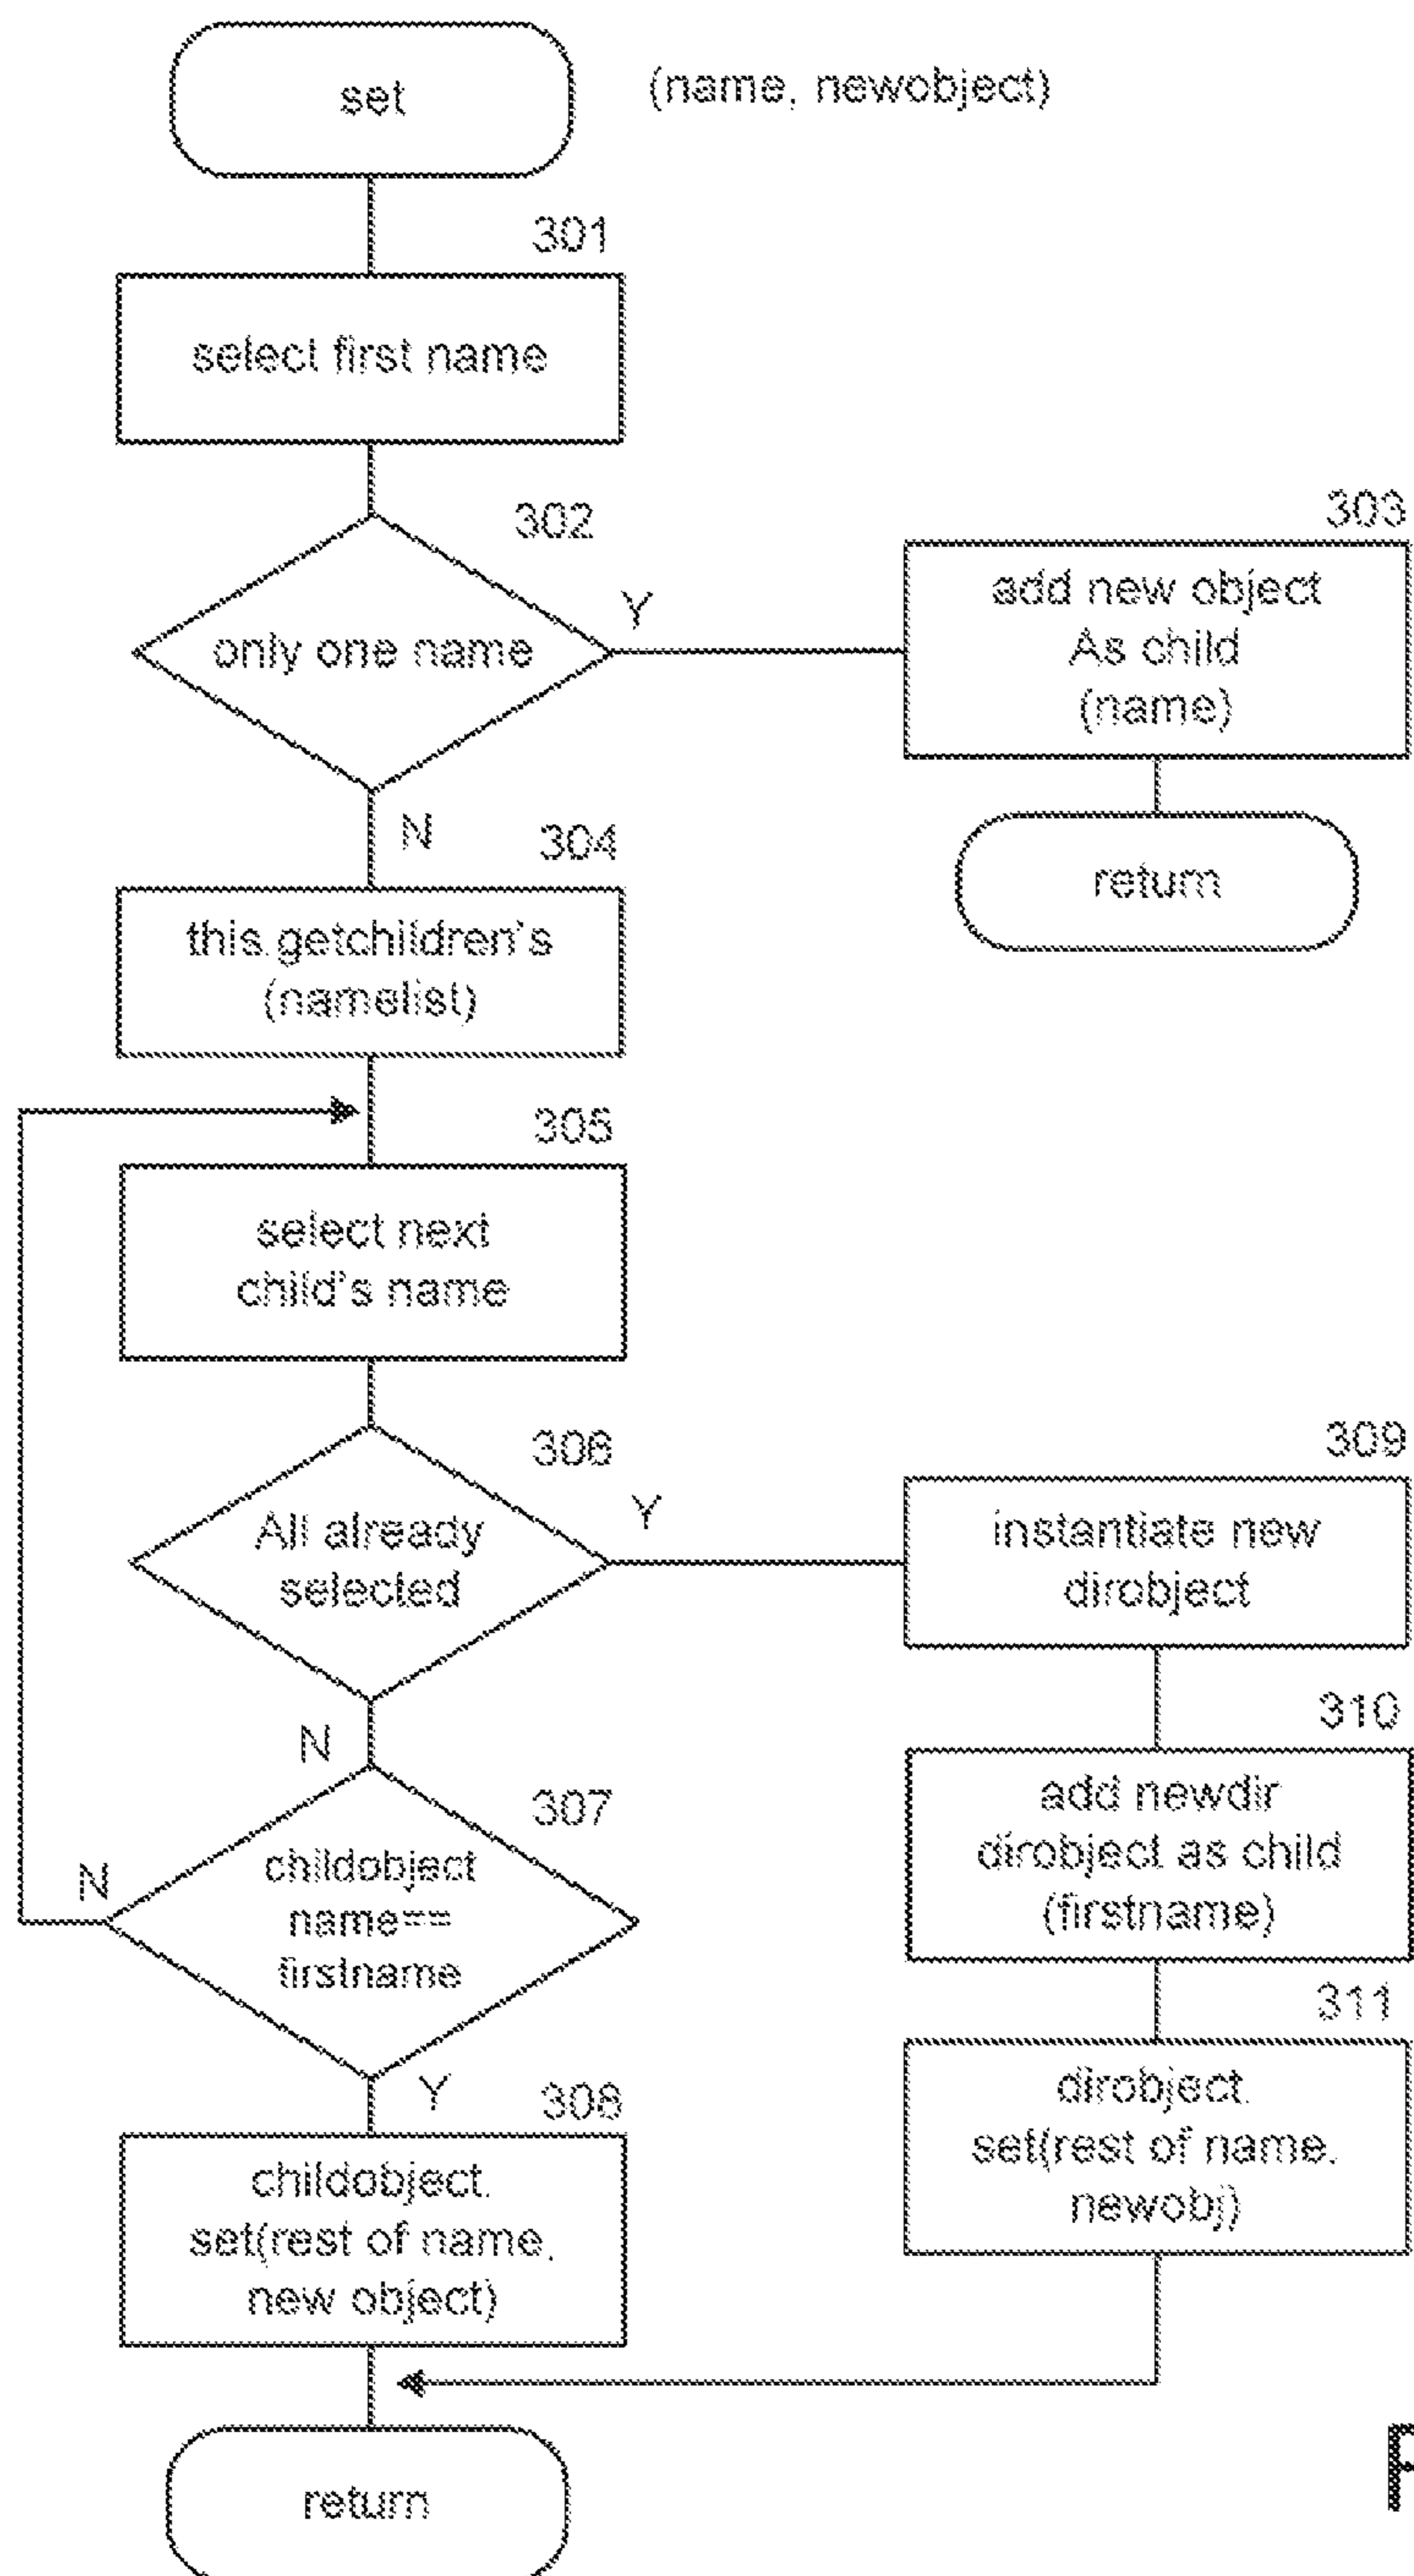 set
(name, newobject)
301
select first name
302
only one name
Y
303
add new object
As child
(name)
return
N
304
this.getchildren's
(namelist)
305
select next
child's name
306
All already
selected
Y
309
instantiate new
dirobject
N
310
add newdir
dirobject as child
(firstname)
307
childobject
name==
firstname
N
Y
311
dirobject.
set(rest of name,
newobj)
308
childobject.
set(rest of name,
new object)
return